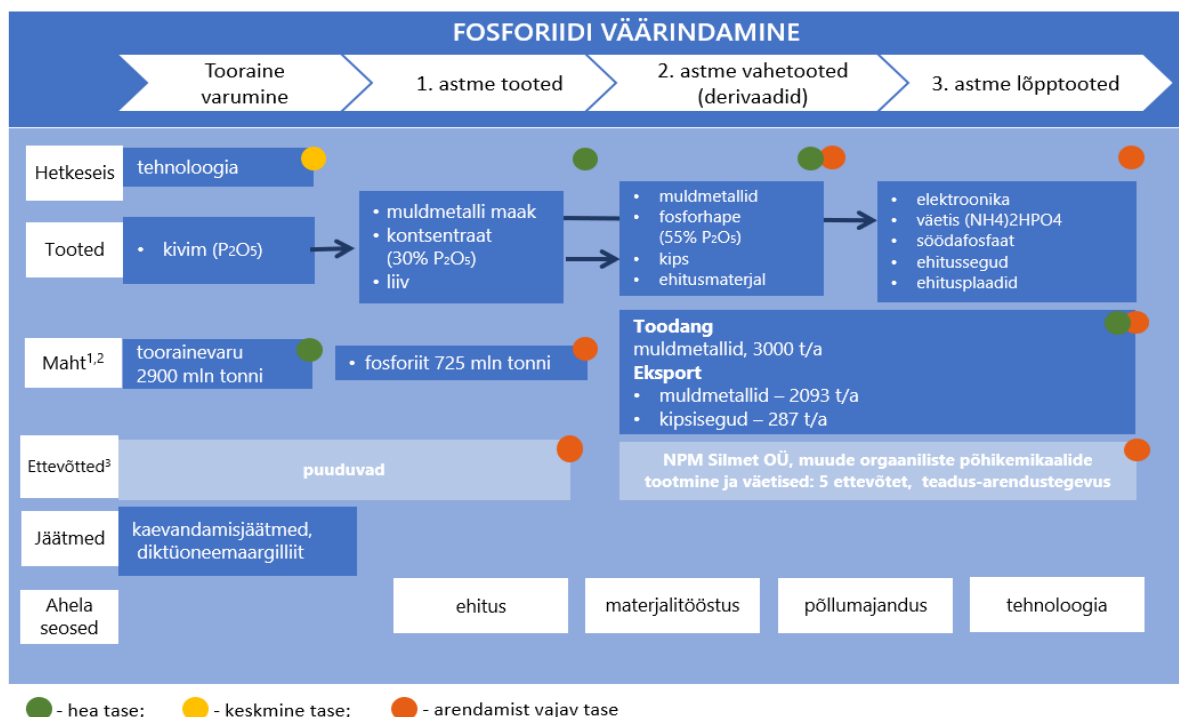 FOSFORIIDI VÄÄRINDAMINE
Tooraine
varumine
1. astme tooted
2. astme vahetooted
(derivaadid)
3. astme lõpptooted
Hetkeseis
tehnoloogia
Tooted
• kivim (P₂O₅)
• muldmetalli maak
• kontsentraat
(30% P₂O₅)
• liiv
• muldmetallid
• fosforhape
(55% P₂O₅)
• kips
• ehitusmaterjal
• elektroonika
• väetis (NH4)2HPO4
• söödafosfaat
• ehitussegud
• ehitusplaadid
Maht¹,²
toorainevaru
2900 mln tonni
• fosforiit 725 mln tonni
Toodang
muldmetallid, 3000 t/a
Eksport
• muldmetallid – 2093 t/a
• kipsisegud – 287 t/a
Ettevõtted³
puuduvad
NPM Silmet OÜ, muude orgaaniliste põhikemikaalide
tootmine ja väetised: 5 ettevõtet, teadus-arendustegevus
Jäätmed
kaevandamisjäätmed,
diktüoneemaargilliit
Ahela
seosed
ehitus
materjalitööstus
põllumajandus
tehnoloogia
- hea tase;
- keskmine tase;
- arendamist vajav tase